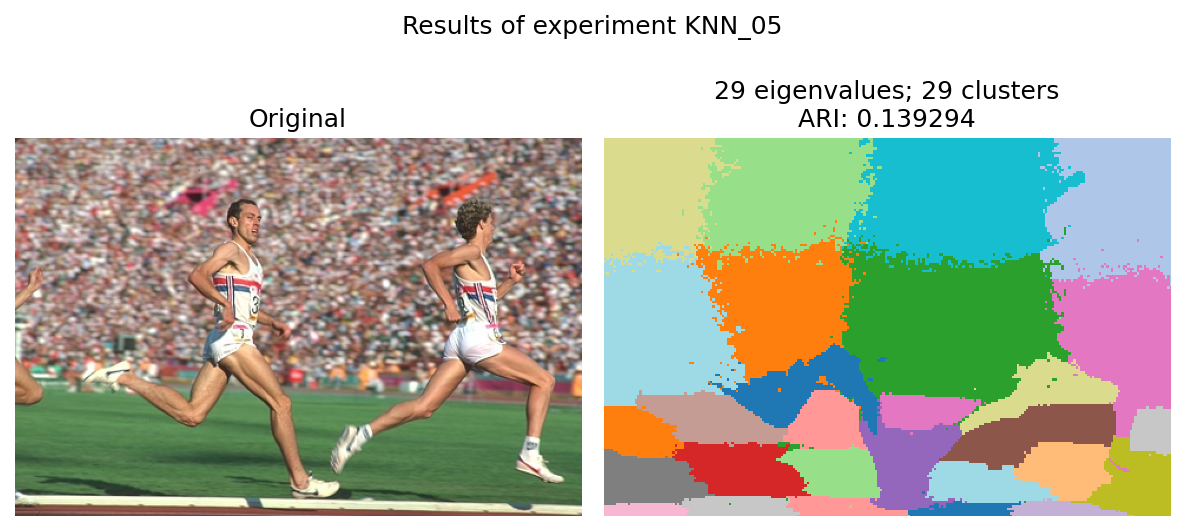 Results of experiment KNN_05
29 eigenvalues; 29 clusters
Original
ARI: 0.139294